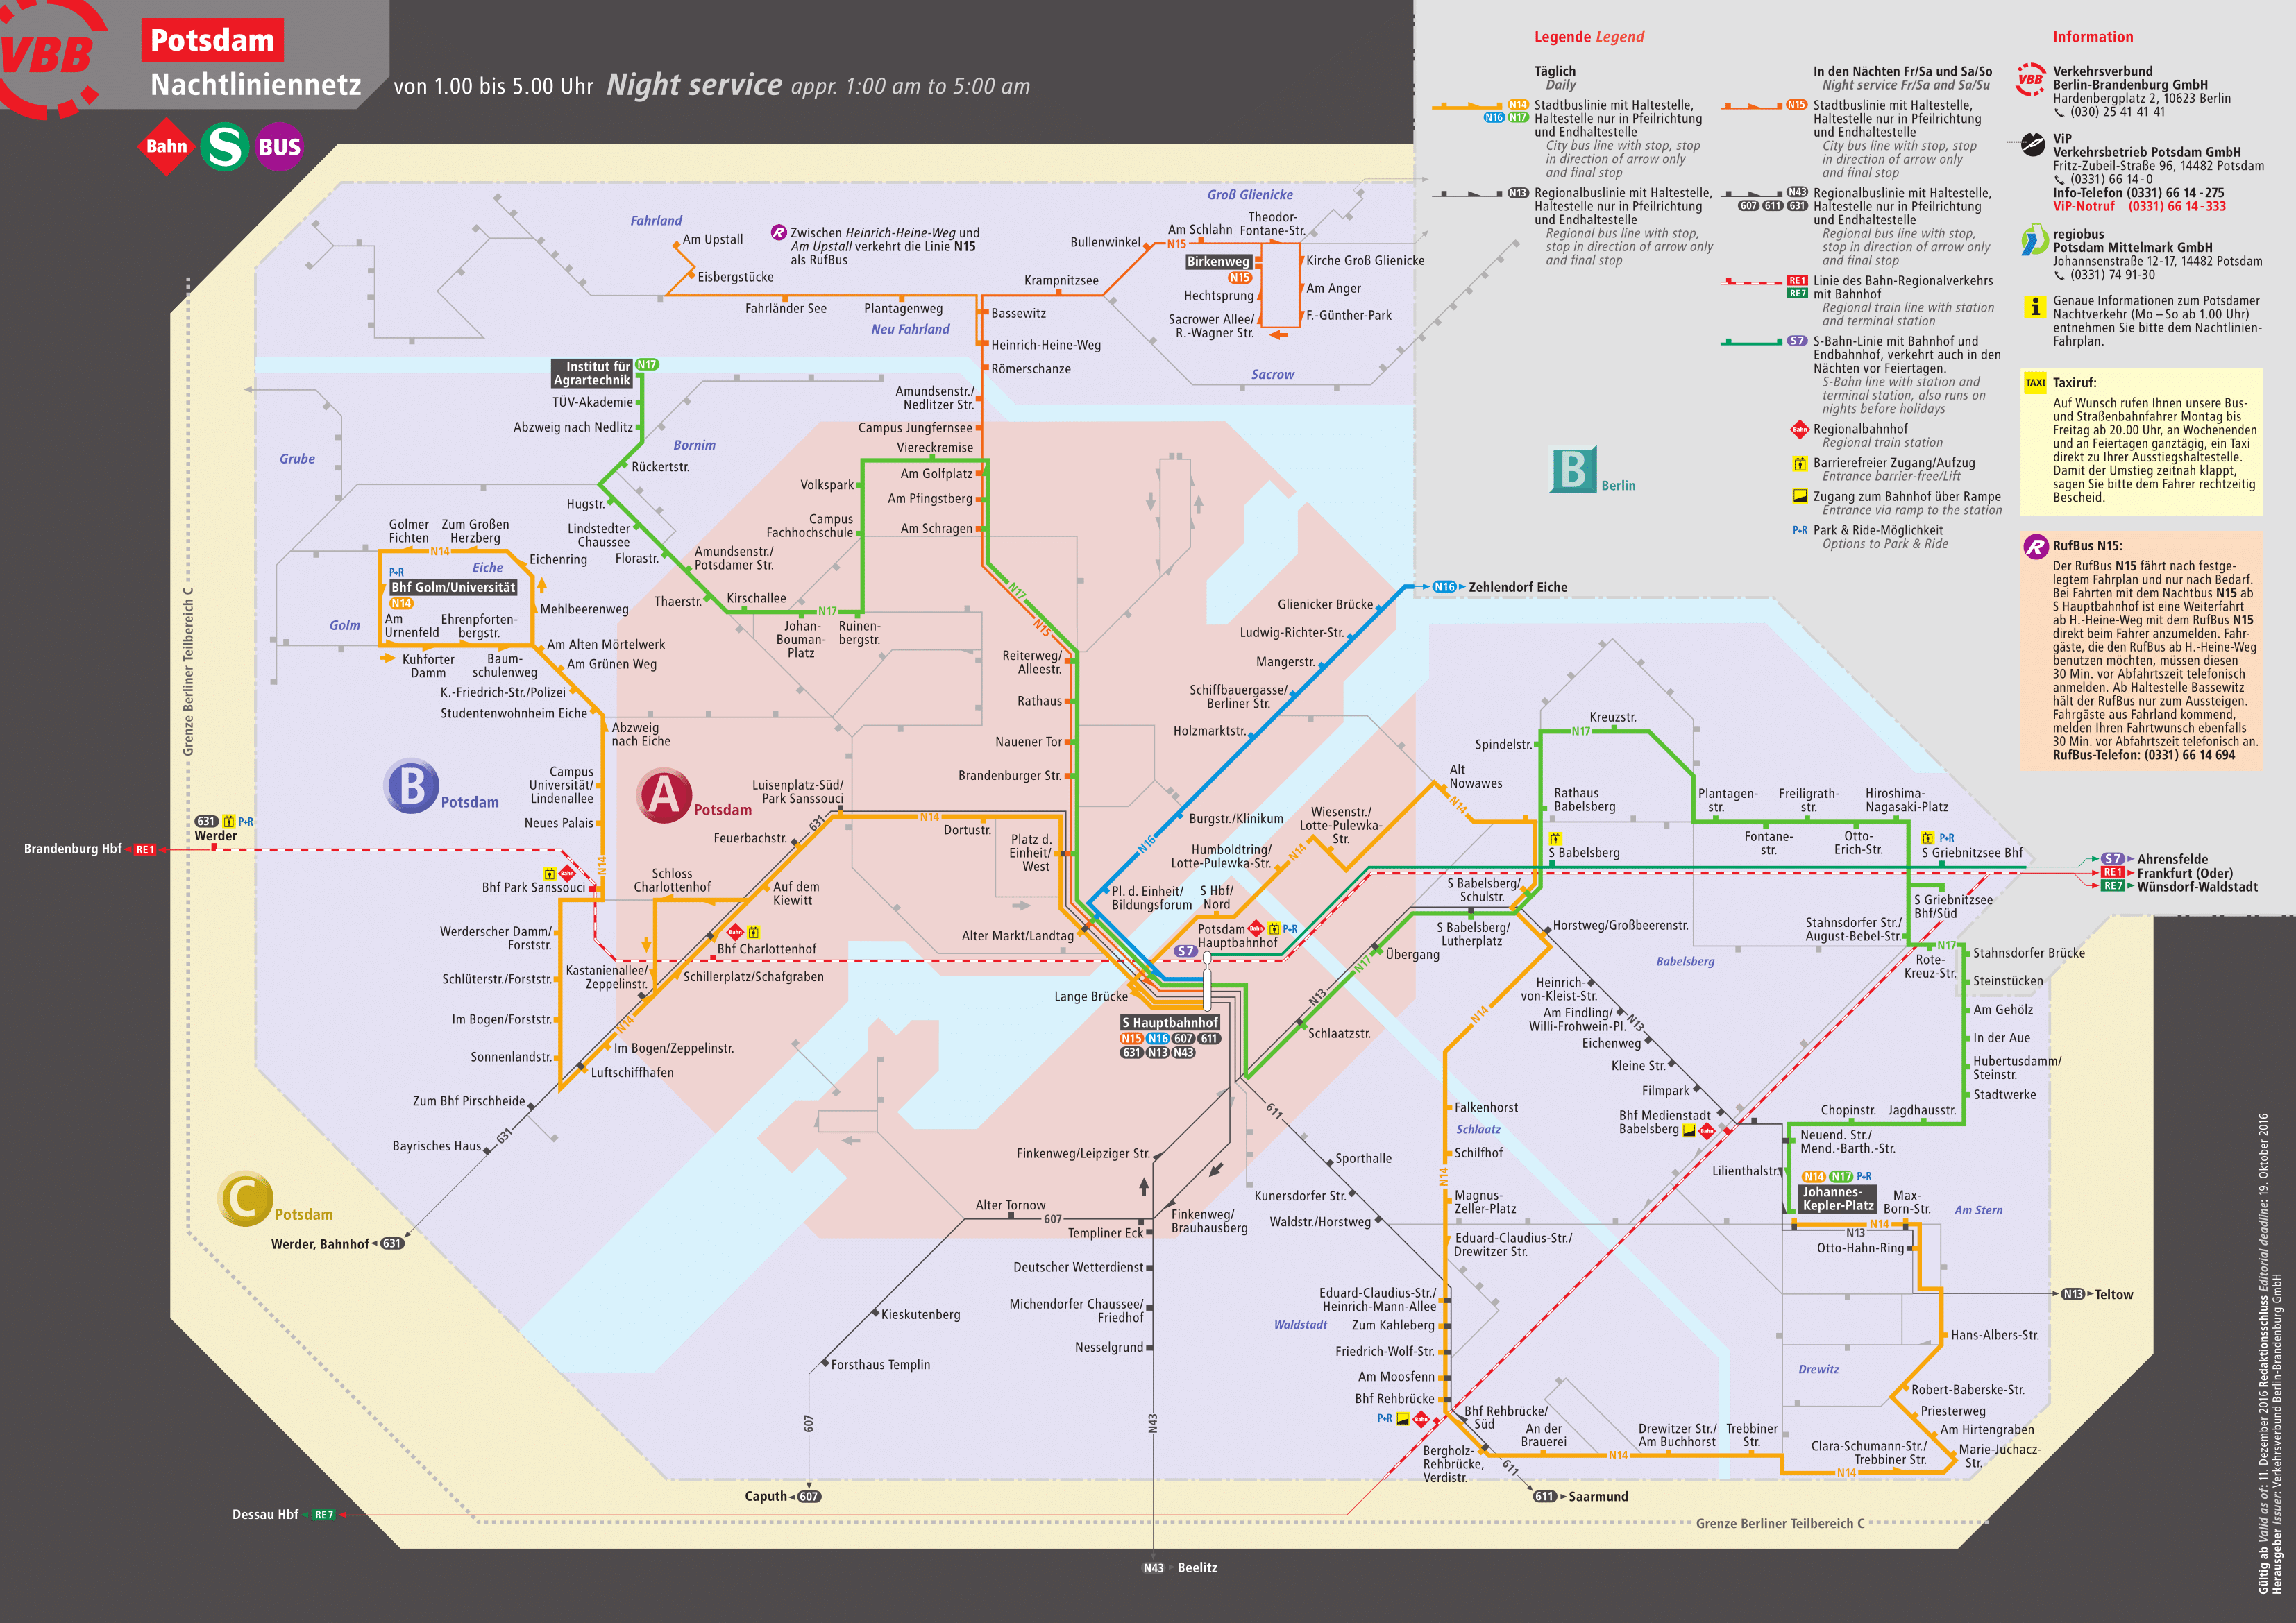 VBB
Potsdam
Nachtliniennetz
von 1.00 bis 5.00 Uhr Night service appr. 1:00 am to 5:00 am
Bahn
S
BUS
Legende Legend
Täglich
Daily
N14
N16 N17
Stadtbuslinie mit Haltestelle,
Haltestelle nur in Pfeilrichtung
und Endhaltestelle
City bus line with stop, stop
in direction of arrow only
and final stop
N13
Regionalbuslinie mit Haltestelle,
Haltestelle nur in Pfeilrichtung
und Endhaltestelle
Regional bus line with stop,
stop in direction of arrow only
and final stop
In den Nächten Fr/Sa und Sa/So
Night service Fr/Sa and Sa/Su
N15
Stadtbuslinie mit Haltestelle,
Haltestelle nur in Pfeilrichtung
und Endhaltestelle
City bus line with stop, stop
in direction of arrow only
and final stop
N43
607 611 631
Regionalbuslinie mit Haltestelle,
Haltestelle nur in Pfeilrichtung
und Endhaltestelle
Regional bus line with stop,
stop in direction of arrow only
and final stop
RE1
RE7
Linie des Bahn-Regionalverkehrs
mit Bahnhof
Regional train line with station
and terminal station
S7
S-Bahn-Linie mit Bahnhof und
Endbahnhof, verkehrt auch in den
Nächten vor Feiertagen.
S-Bahn line with station and
terminal station, also runs on
nights before holidays
Bahn
Regionalbahnhof
Regional train station
Barrierefreier Zugang/Aufzug
Entrance barrier-free/Lift
Zugang zum Bahnhof über Rampe
Entrance via ramp to the station
P+R
Park & Ride-Möglichkeit
Options to Park & Ride
Information
VBB
Verkehrsverbund
Berlin-Brandenburg GmbH
Hardenbergplatz 2, 10623 Berlin
(030) 25 41 41 41
ViP
Verkehrsbetrieb Potsdam GmbH
Fritz-Zubeil-Straße 96, 14482 Potsdam
(0331) 66 14-0
Info-Telefon (0331) 66 14-275
ViP-Notruf (0331) 66 14-333
regiobus
Potsdam Mittelmark GmbH
Johannsenstraße 12-17, 14482 Potsdam
(0331) 74 91-30
i
Genaue Informationen zum Potsdamer
Nachtverkehr (Mo – So ab 1.00 Uhr)
entnehmen Sie bitte dem Nachtlinien-
Fahrplan.
TAXI
Taxiruf:
Auf Wunsch rufen Ihnen unsere Bus-
und Straßenbahnfahrer Montag bis
Freitag ab 20.00 Uhr, an Wochenenden
und an Feiertagen ganztägig, ein Taxi
direkt zu Ihrer Ausstiegshaltestelle.
Damit der Umstieg zeitnah klappt,
sagen Sie bitte dem Fahrer rechtzeitig
Bescheid.
R
RufBus N15:
Der RufBus N15 fährt nach festge-
legtem Fahrplan und nur nach Bedarf.
Bei Fahrten mit dem Nachtbus N15 ab
S Hauptbahnhof ist eine Weiterfahrt
ab H.-Heine-Weg mit dem RufBus N15
direkt beim Fahrer anzumelden. Fahr-
gäste, die den RufBus ab H.-Heine-Weg
benutzen möchten, müssen diesen
30 Min. vor Abfahrtszeit telefonisch
anmelden. Ab Haltestelle Bassewitz
hält der RufBus nur zum Aussteigen.
Fahrgäste aus Fahrland kommend,
melden Ihren Fahrtwunsch ebenfalls
30 Min. vor Abfahrtszeit telefonisch an.
RufBus-Telefon: (0331) 66 14 694
B
Berlin
Fahrland
Am Upstall
Eisbergstücke
R
Zwischen Heinrich-Heine-Weg und
Am Upstall verkehrt die Linie N15
als RufBus
Fahrländer See
Plantagenweg
Neu Fahrland
Krampnitzsee
Bullenwinkel
N15
Am Schlahn
Groß Glienicke
Theodor-
Fontane-Str.
Birkenweg
N15
Kirche Groß Glienicke
Am Anger
F.-Günther-Park
Hechtsprung
Sacrower Allee/
R.-Wagner Str.
Sacrow
Bassewitz
Heinrich-Heine-Weg
Römerschanze
Amundsenstr./
Nedlitzer Str.
Campus Jungfernsee
Viereckremise
Am Golfplatz
Am Pfingstberg
Am Schragen
N17
N15
Reiterweg/
Alleestr.
Rathaus
Nauener Tor
Brandenburger Str.
Platz d.
Einheit/
West
Institut für
Agrartechnik
N17
TÜV-Akademie
Abzweig nach Nedlitz
Bornim
Rückertstr.
Hugstr.
Lindstedter
Chaussee
Florastr.
Amundsenstr./
Potsdamer Str.
Thaerstr.
Kirschallee
N17
Johan-
Bouman-
Platz
Ruinen-
bergstr.
Campus
Fachhochschule
Volkspark
Grube
Golmer
Fichten
Zum Großen
Herzberg
N14
Eichenring
Eiche
P+R
Bhf Golm/Universität
N14
Mehlbeerenweg
Golm
Am
Urnenfeld
Ehrenpforten-
bergstr.
Kuhforter
Damm
Baum-
schulenweg
Am Alten Mörtelwerk
Am Grünen Weg
K.-Friedrich-Str./Polizei
Studentenwohnheim Eiche
Abzweig
nach Eiche
Campus
Universität/
Lindenallee
Neues Palais
N14
B
Potsdam
A
Potsdam
C
Potsdam
Grenze Berliner Teilbereich C
631 P+R
Werder
Brandenburg Hbf RE1
Bahn
Bhf Park Sanssouci
Werderscher Damm/
Forststr.
Schlüterstr./Forststr.
Im Bogen/Forststr.
Sonnenlandstr.
Schloss
Charlottenhof
Luisenplatz-Süd/
Park Sanssouci
Feuerbachstr.
631
N14
Dortustr.
Auf dem
Kiewitt
Bahn
Bhf Charlottenhof
Schillerplatz/Schafgraben
Kastanienallee/
Zeppelinstr.
N14
Im Bogen/Zeppelinstr.
Luftschiffhafen
Zum Bhf Pirschheide
Bayrisches Haus
631
Werder, Bahnhof 631
N16 Zehlendorf Eiche
Glienicker Brücke
Ludwig-Richter-Str.
Mangerstr.
Schiffbauergasse/
Berliner Str.
Holzmarktstr.
Burgstr./Klinikum
N16
Pl. d. Einheit/
Bildungsforum
Alter Markt/Landtag
Lange Brücke
S Hbf/
Nord
Potsdam Bahn P+R
Hauptbahnhof
S7
S Hauptbahnhof
N15 N16 607 611
631 N13 N43
Humboldtring/
Lotte-Pulewka-Str.
N14
Wiesenstr./
Lotte-Pulewka-
Str.
Alt
Nowawes
N14
Spindelstr.
N17
Kreuzstr.
Rathaus
Babelsberg
S Babelsberg
S Babelsberg/
Schulstr.
S Babelsberg/
Lutherplatz
Plantagen-
str.
Freiligrath-
str.
Hiroshima-
Nagasaki-Platz
Fontane-
str.
Otto-
Erich-Str.
P+R
S Griebnitzsee Bhf
S Griebnitzsee
Bhf/Süd
S7 Ahrensfelde
RE1 Frankfurt (Oder)
RE7 Wünsdorf-Waldstadt
Stahnsdorfer Str./
August-Bebel-Str.
N17
Rote-
Kreuz-Str.
Stahnsdorfer Brücke
Steinstücken
Am Gehölz
In der Aue
Hubertusdamm/
Steinstr.
Stadtwerke
Chopinstr.
Jagdhausstr.
Babelsberg
Horstweg/Großbeerenstr.
Übergang
N17
N13
Schlaatzstr.
Heinrich-
von-Kleist-Str.
Am Findling/
Willi-Frohwein-Pl.
N13
Eichenweg
Kleine Str.
Filmpark
Bhf Medienstadt
Babelsberg Bahn
Neuend. Str./
Mend.-Barth.-Str.
Lilienthalstr.
N14 N17 P+R
Johannes-
Kepler-Platz
Max-
Born-Str.
Am Stern
N14
N13
Otto-Hahn-Ring
N13 Teltow
Hans-Albers-Str.
Drewitz
Robert-Baberske-Str.
Priesterweg
Am Hirtengraben
Marie-Juchacz-
Str.
Clara-Schumann-Str./
Trebbiner Str.
N14
Trebbiner
Str.
Drewitzer Str./
Am Buchhorst
N14
An der
Brauerei
N14
Falkenhorst
Schlaatz
Schilfhof
N14
Magnus-
Zeller-Platz
Eduard-Claudius-Str./
Drewitzer Str.
Eduard-Claudius-Str./
Heinrich-Mann-Allee
Waldstadt
Zum Kahleberg
Friedrich-Wolf-Str.
Am Moosfenn
Bhf Rehbrücke
P+R Bahn
Bhf Rehbrücke/
Süd
Bergholz-
Rehbrücke,
Verdistr.
611
611 Saarmund
611
Sporthalle
Kunersdorfer Str.
Waldstr./Horstweg
Finkenweg/Leipziger Str.
Finkenweg/
Brauhausberg
Alter Tornow
607
Templiner Eck
Deutscher Wetterdienst
Michendorfer Chaussee/
Friedhof
Nesselgrund
Kieskutenberg
Forsthaus Templin
607
N43
Caputh 607
Dessau Hbf RE7
N43 Beelitz
Grenze Berliner Teilbereich C
Gültig ab Valid as of: 11. Dezember 2016 Redaktionsschluss Editorial deadline: 19. Oktober 2016
Herausgeber Issuer: Verkehrsverbund Berlin-Brandenburg GmbH